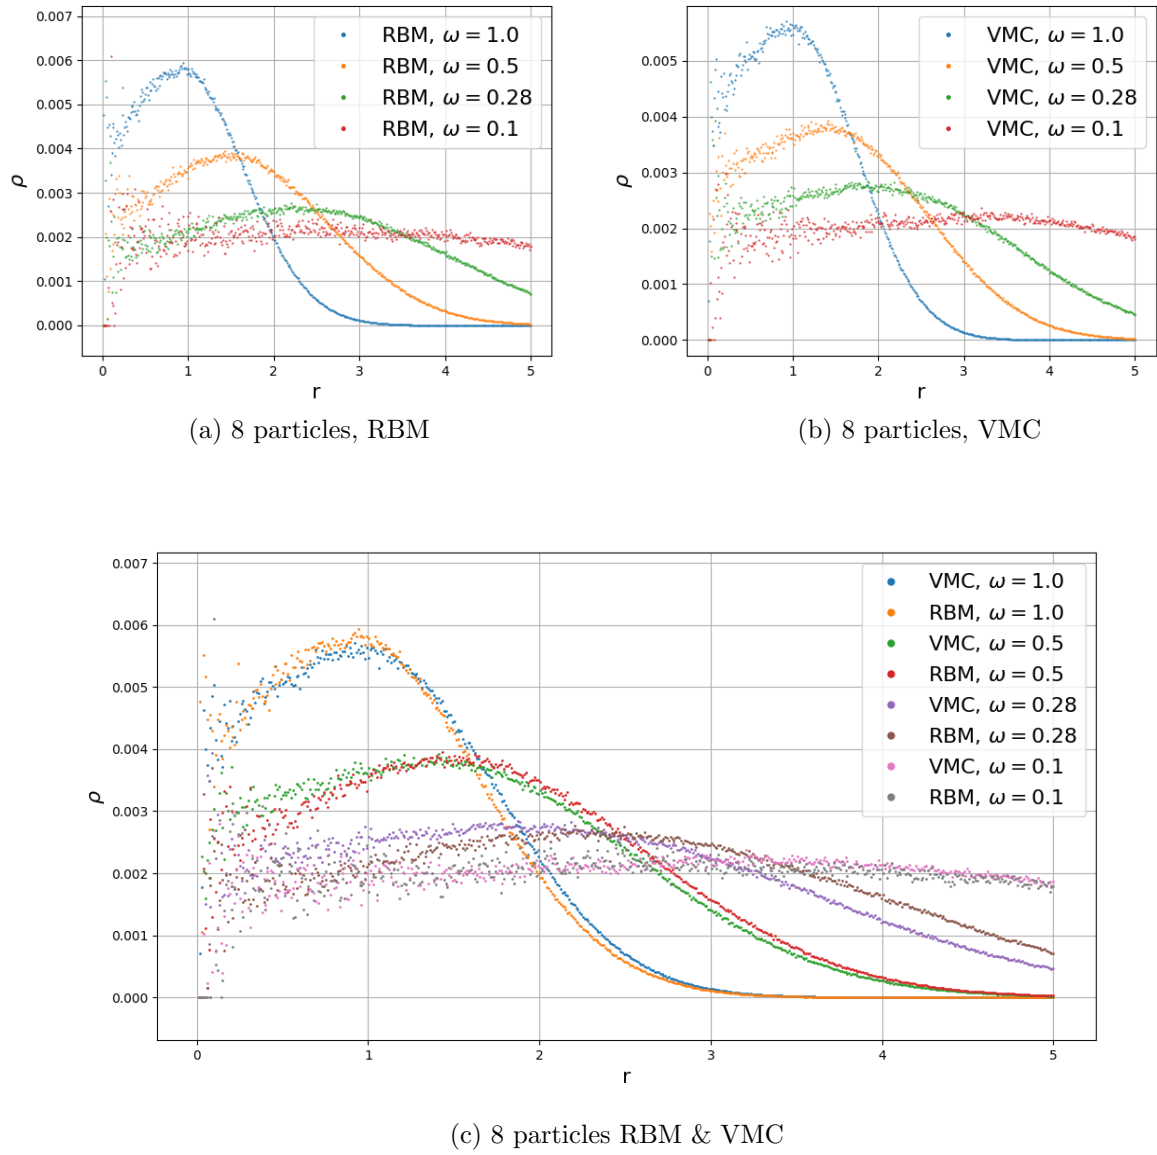 0.007
0.006
0.005
0.004
0.003
0.002
0.001
0.000
ρ
RBM, ω = 1.0
RBM, ω = 0.5
RBM, ω = 0.28
RBM, ω = 0.1
0 1 2 3 4 5
r
(a) 8 particles, RBM
0.005
0.004
0.003
0.002
0.001
0.000
ρ
VMC, ω = 1.0
VMC, ω = 0.5
VMC, ω = 0.28
VMC, ω = 0.1
0 1 2 3 4 5
r
(b) 8 particles, VMC
0.007
0.006
0.005
0.004
0.003
0.002
0.001
0.000
ρ
VMC, ω = 1.0
RBM, ω = 1.0
VMC, ω = 0.5
RBM, ω = 0.5
VMC, ω = 0.28
RBM, ω = 0.28
VMC, ω = 0.1
RBM, ω = 0.1
0 1 2 3 4 5
r
(c) 8 particles RBM & VMC